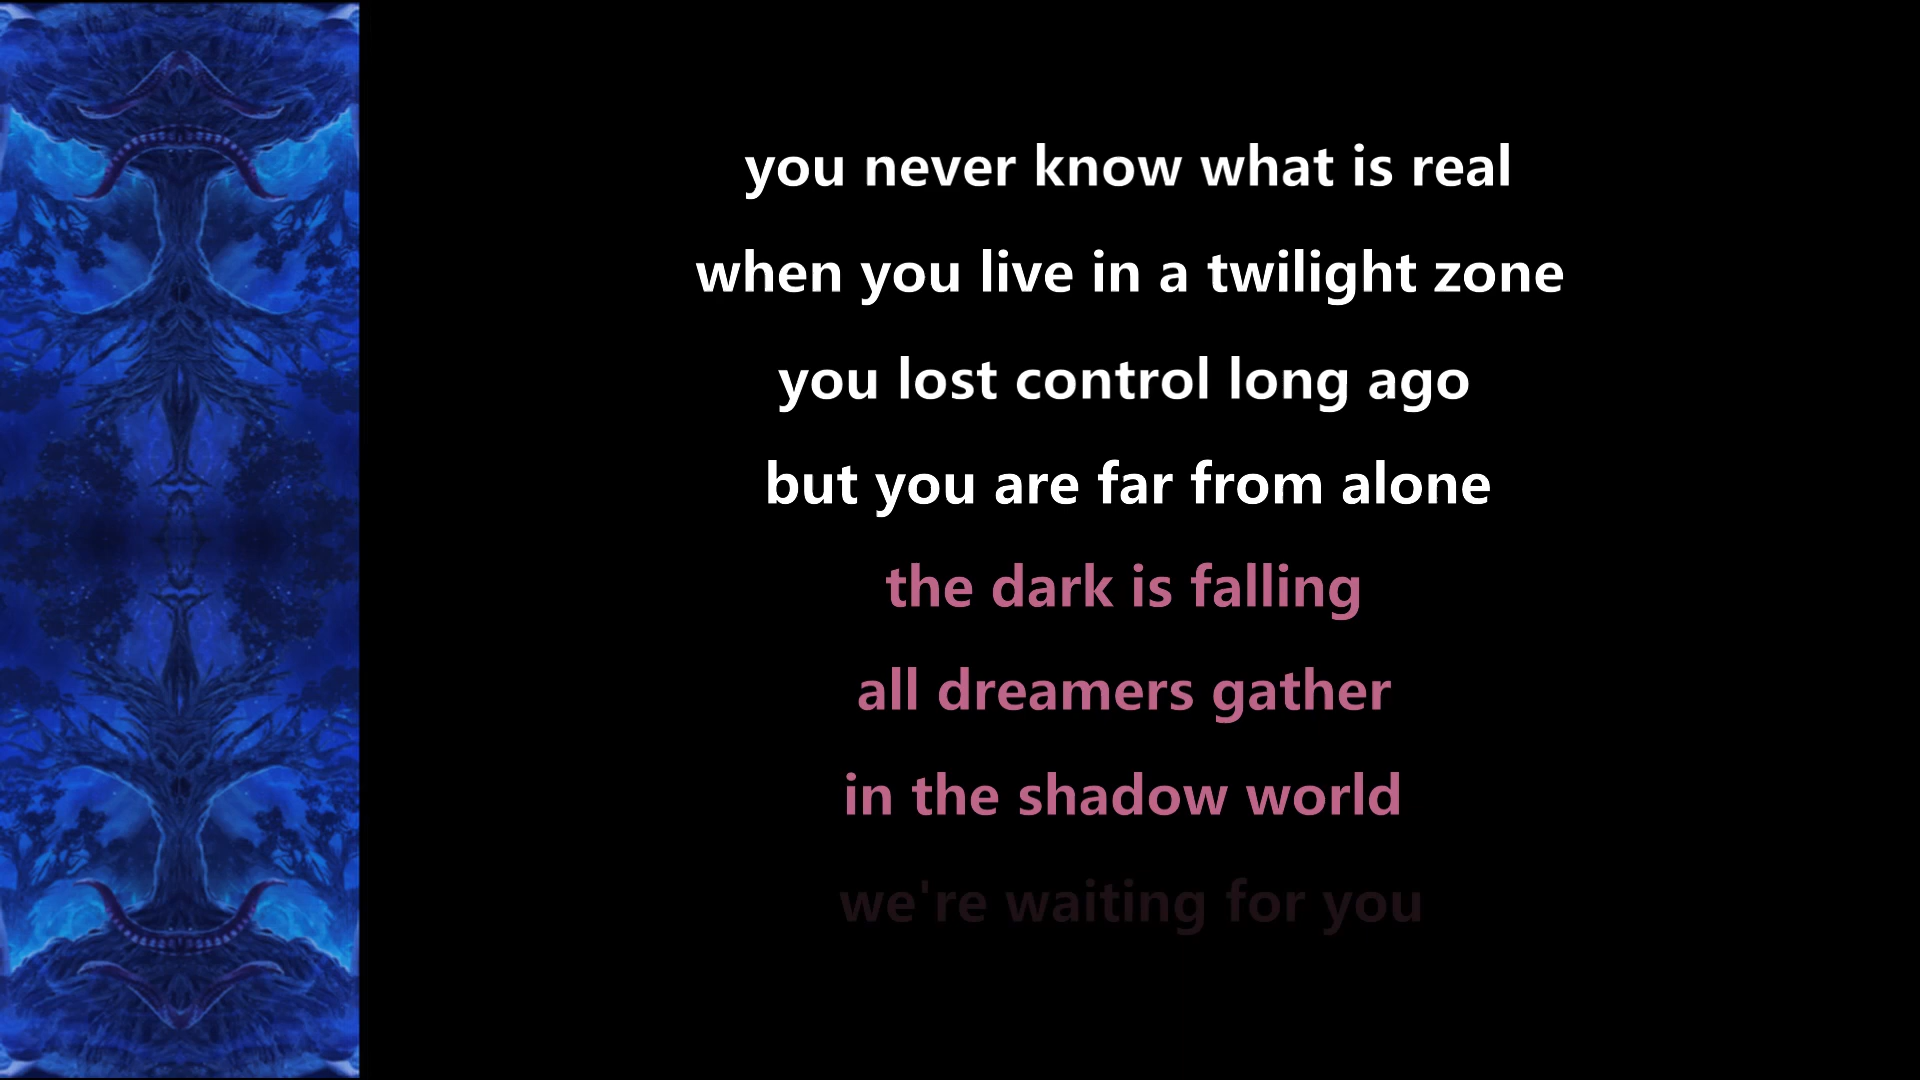 you never know what is real
when you live in a twilight zone
you lost control long ago
but you are far from alone
the dark is falling
all dreamers gather
in the shadow world
we're waiting for you